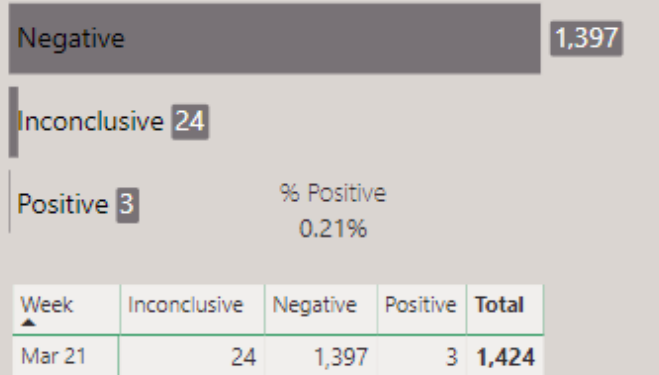 Negative 1,397
Inconclusive 24
Positive 3
% Positive
0.21%
Week Inconclusive Negative Positive Total
Mar 21 24 1,397 3 1,424